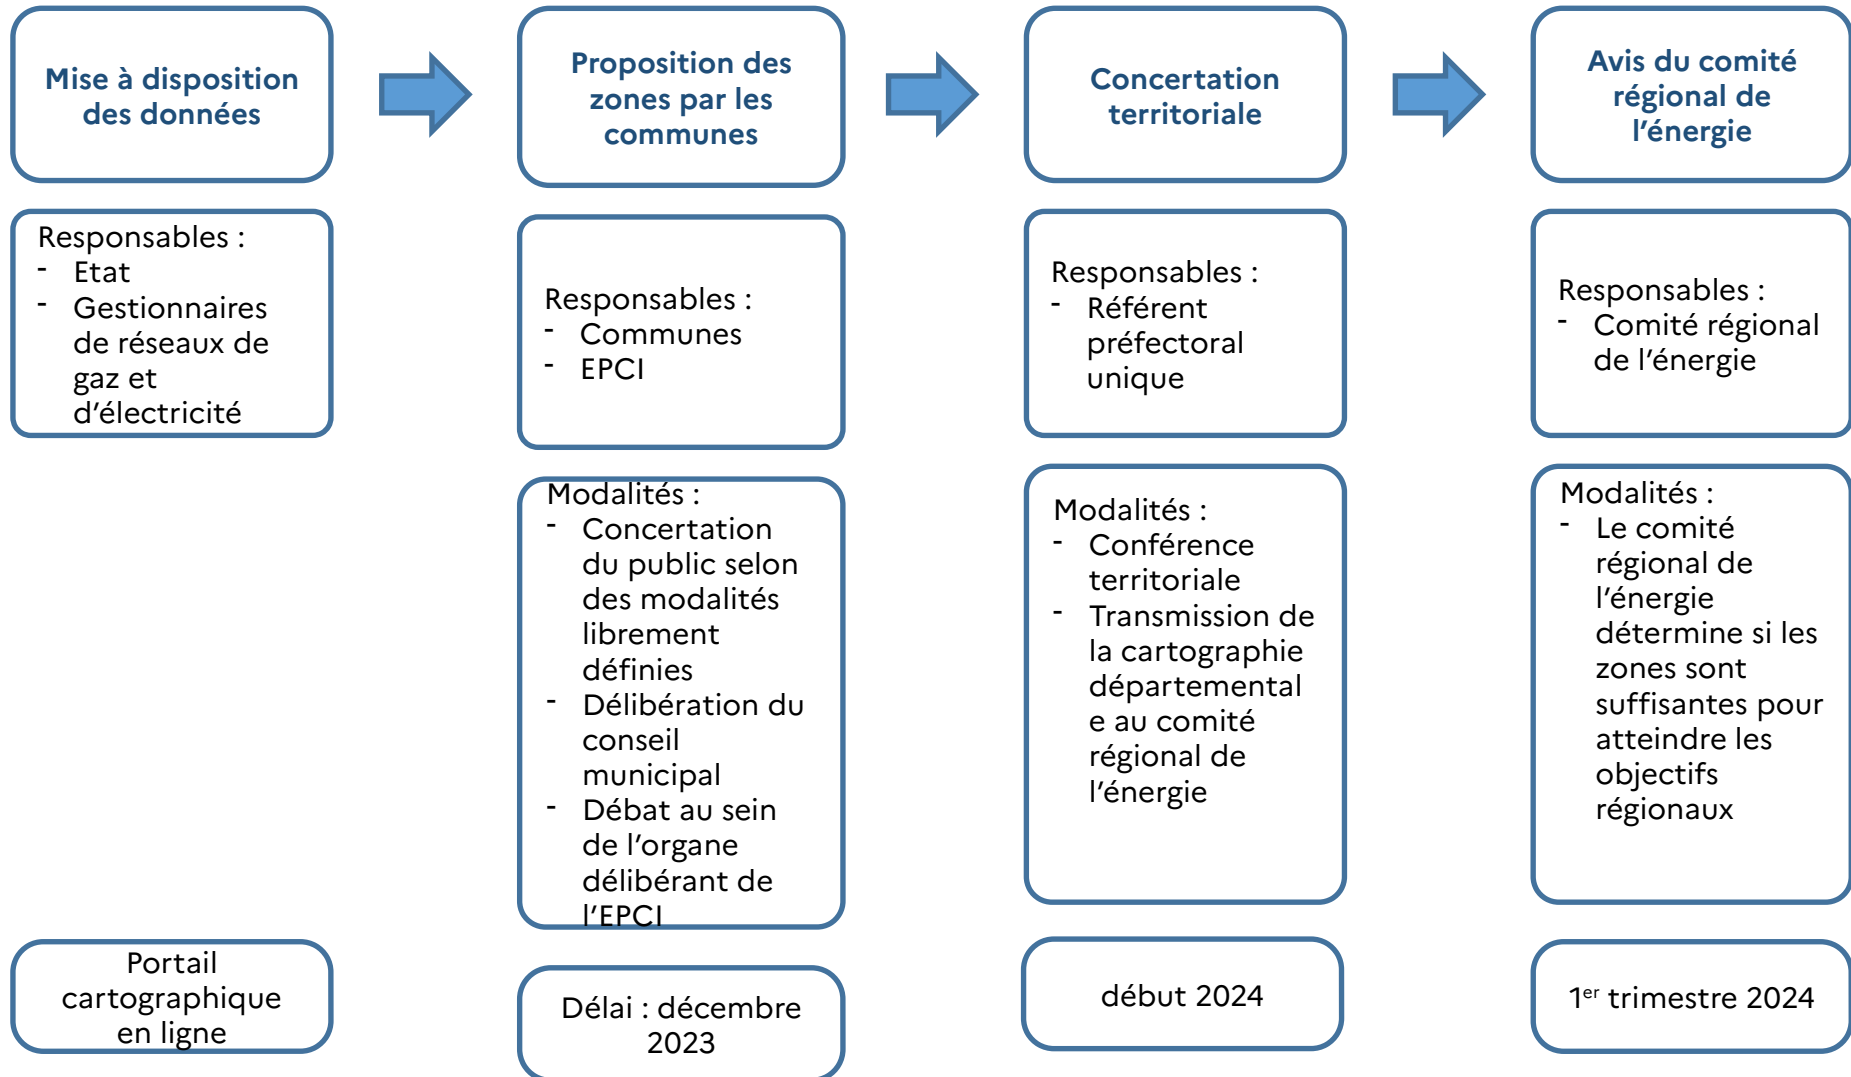 Mise à disposition
des données
Proposition des
zones par les
communes
Concertation
territoriale
Avis du comité
régional de
l’énergie
Responsables :
- Etat
- Gestionnaires
de réseaux de
gaz et
d’électricité
Responsables :
- Communes
- EPCI
Responsables :
- Référent
préfectoral
unique
Responsables :
- Comité régional
de l’énergie
Modalités :
- Concertation
du public selon
des modalités
librement
définies
- Délibération du
conseil
municipal
- Débat au sein
de l’organe
délibérant de
l’EPCI
Modalités :
- Conférence
territoriale
- Transmission de
la cartographie
départemental
e au comité
régional de
l’énergie
Modalités :
- Le comité
régional de
l’énergie
détermine si les
zones sont
suffisantes pour
atteindre les
objectifs
régionaux
Portail
cartographique
en ligne
Délai : décembre
2023
début 2024
1er trimestre 2024